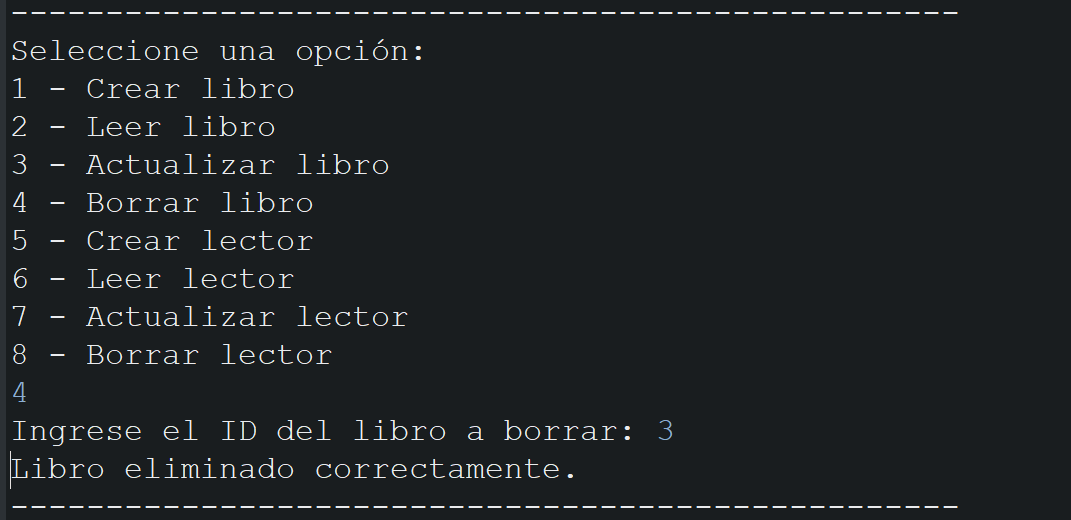 --------------------------------------------------
Seleccione una opción:
1 - Crear libro
2 - Leer libro
3 - Actualizar libro
4 - Borrar libro
5 - Crear lector
6 - Leer lector
7 - Actualizar lector
8 - Borrar lector
4
Ingrese el ID del libro a borrar: 3
Libro eliminado correctamente.
--------------------------------------------------